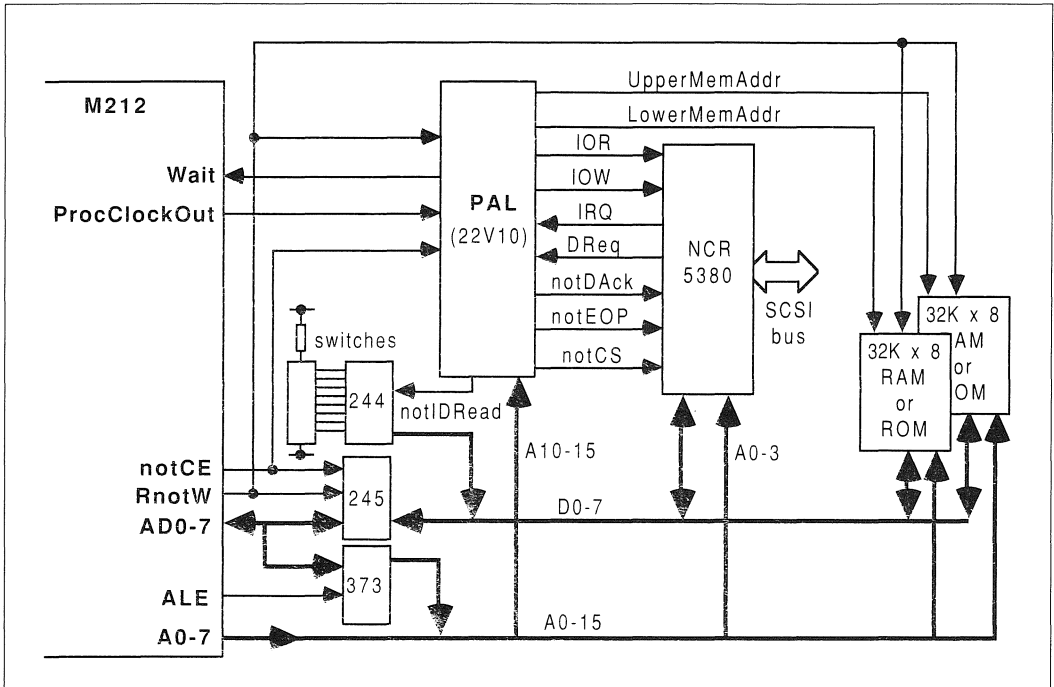 UpperMemAddr
M212
LowerMemAddr
IOR
IOW
Wait
PAL
IRQ
(22V10)
NCR
5380
ProcClockOut
DReq
notDAck
SCSI
bus
notEOP
32K x 8
AM
or
OM
switches
notCS
32K x 8
RAM
or
ROM
244
notIDRead
A10-15
A0-3
notCE
RnotW
245
AD0-7
D0-7
373
ALE
A0-7
A0-15